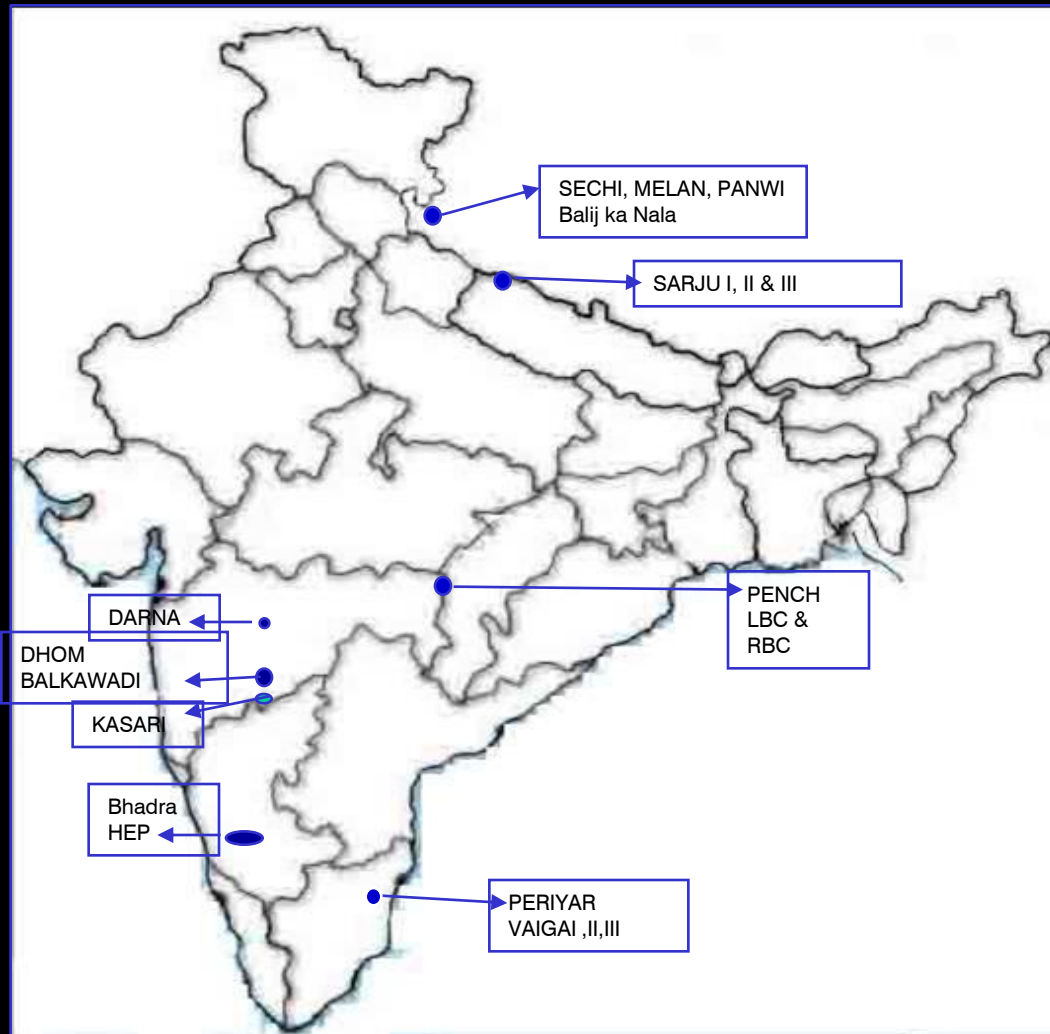 SECHI, MELAN, PANWI
Balij ka Nala
SARJU I, II & III
PENCH
LBC &
RBC
DARNA
DHOM
BALKAWADI
KASARI
Bhadra
HEP
PERIYAR
VAIGAI ,II,III